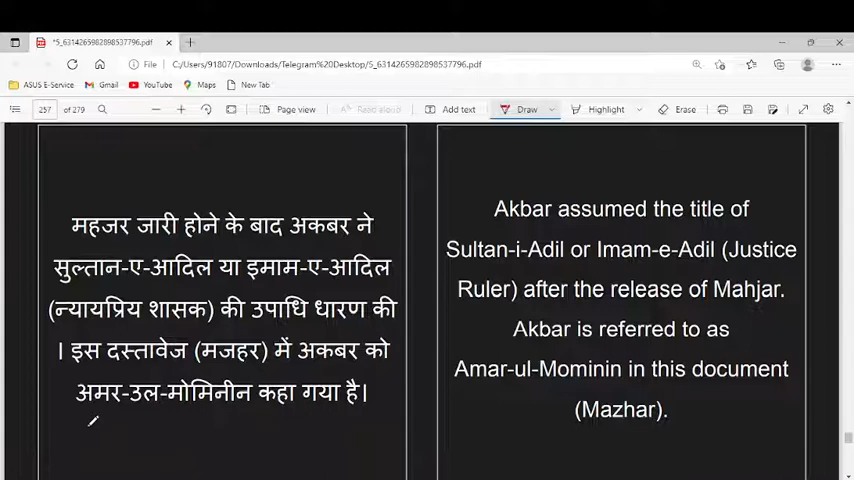 5_6314265982898537796.pdf
File
C:/Users/91807/Downloads/Telegram%20Desktop/5_6314265982898537796.pdf
ASUS E-Service
Gmail
YouTube
Maps
New Tab
257 of 279
Page view
Read aloud
Add text
Draw
Highlight
Erase
महजर जारी होने के बाद अकबर ने
सुल्तान-ए-आदिल या इमाम-ए-आदिल
(न्यायप्रिय शासक) की उपाधि धारण की
। इस दस्तावेज (मजहर) में अकबर को
अमर-उल-मोमिनीन कहा गया है।
Akbar assumed the title of
Sultan-i-Adil or Imam-e-Adil (Justice
Ruler) after the release of Mahjar.
Akbar is referred to as
Amar-ul-Mominin in this document
(Mazhar).